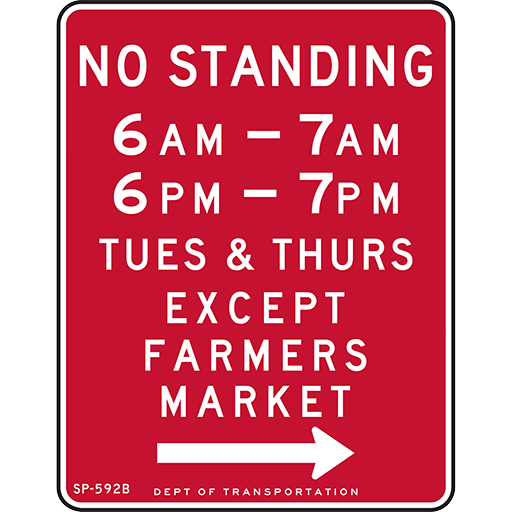 NO STANDING
6AM – 7AM
6PM – 7PM
TUES & THURS
EXCEPT
FARMERS
MARKET
SP-592B DEPT OF TRANSPORTATION